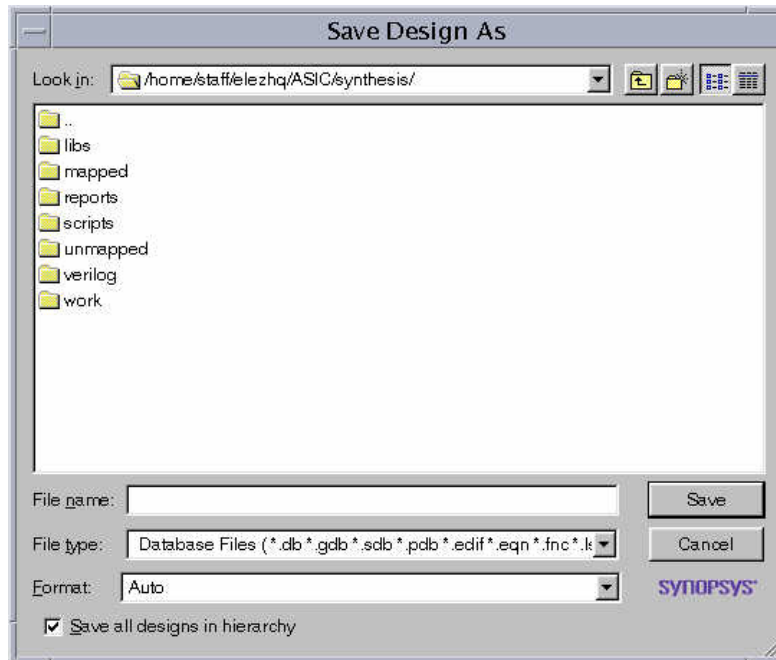 Save Design As
Look in: /home/staff/elezhq/ASIC/synthesis/
..
libs
mapped
reports
scripts
unmapped
verilog
work
File name: Save
File type: Database Files (*.db *.gdb *.sdb *.pdb *.edif *.eqn *.fnc *.ls Cancel
Format: Auto SYNOPSYS
Save all designs in hierarchy